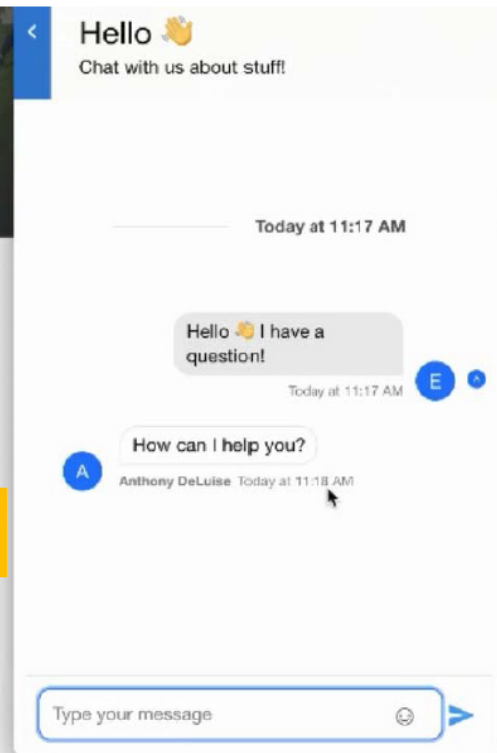 Hello 👋
Chat with us about stuff!
Today at 11:17 AM
Hello 👋 I have a
question!
Today at 11:17 AM
E
A
How can I help you?
A
Anthony DeLuise Today at 11:18 AM
Type your message